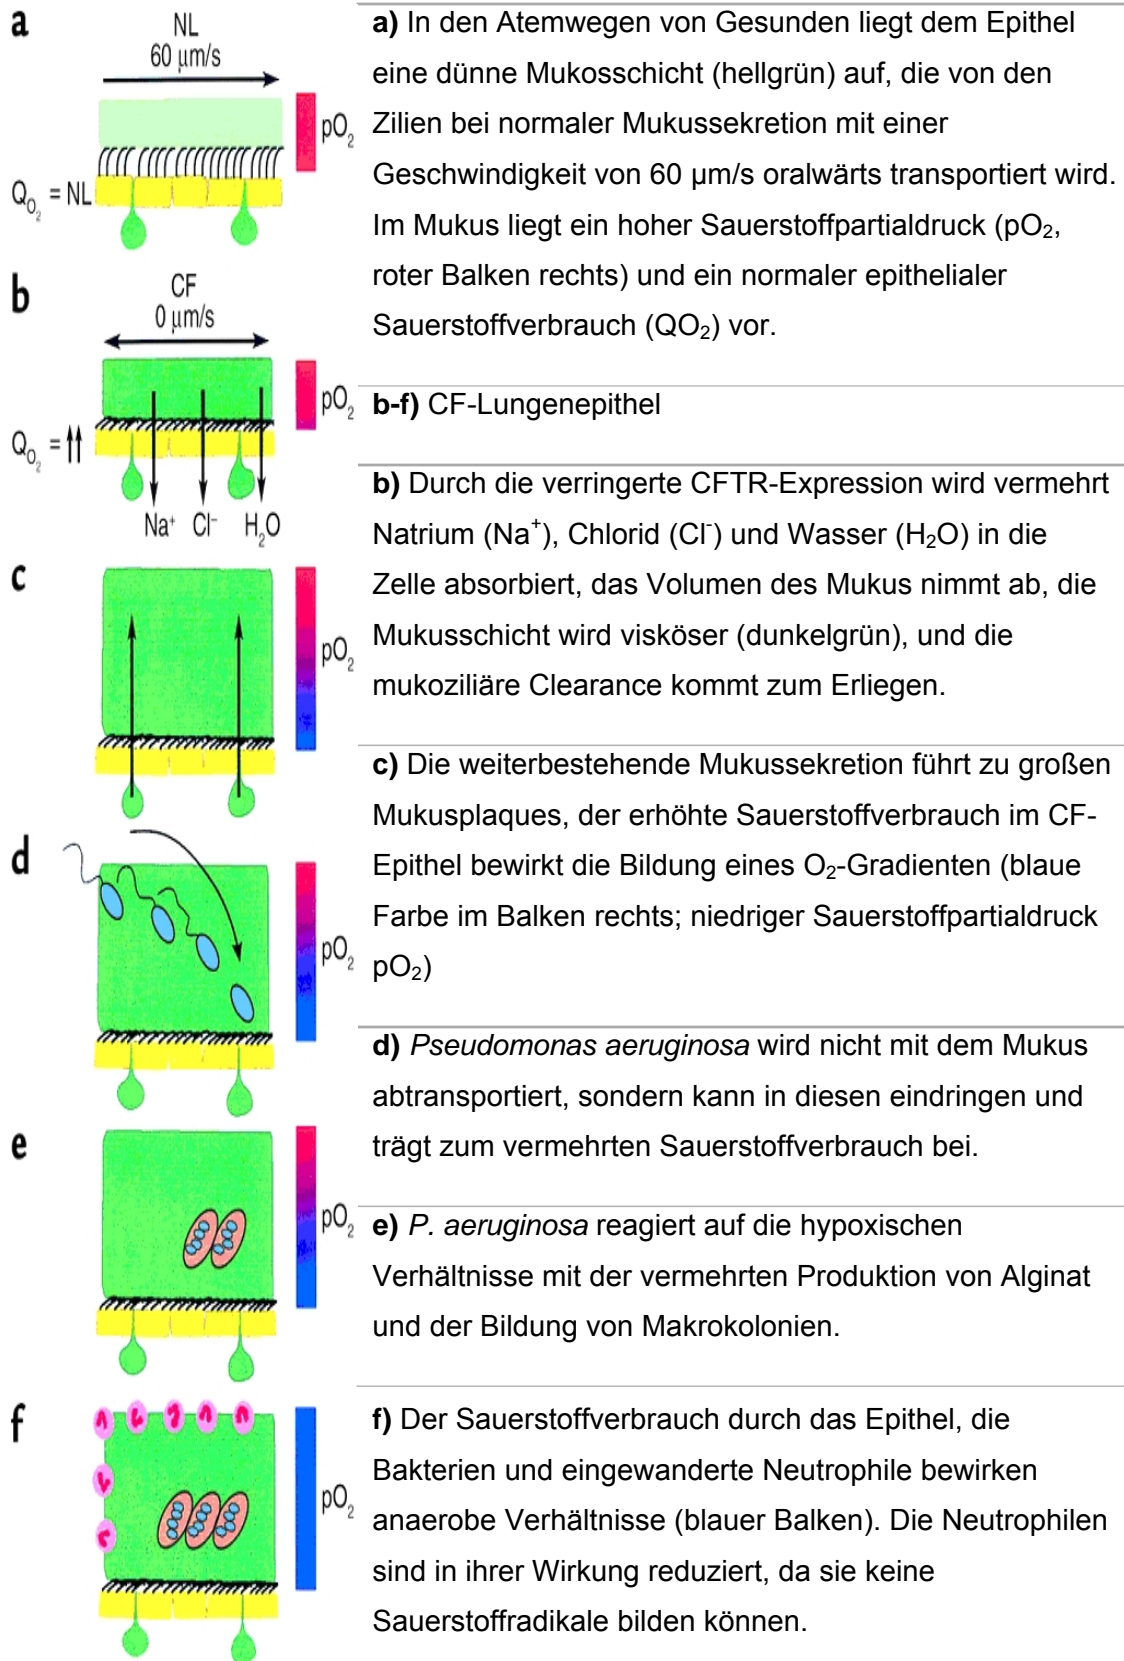 a
NL
60 µm/s
pO2
QO2 = NL
a) In den Atemwegen von Gesunden liegt dem Epithel
eine dünne Mukosschicht (hellgrün) auf, die von den
Zilien bei normaler Mukussekretion mit einer
Geschwindigkeit von 60 µm/s oralwärts transportiert wird.
Im Mukus liegt ein hoher Sauerstoffpartialdruck (pO2,
roter Balken rechts) und ein normaler epithelialer
Sauerstoffverbrauch (QO2) vor.
b
CF
0 µm/s
pO2
QO2 = ⇈
Na+ Cl− H2O
b-f) CF-Lungenepithel
b) Durch die verringerte CFTR-Expression wird vermehrt
Natrium (Na+), Chlorid (Cl-) und Wasser (H2O) in die
Zelle absorbiert, das Volumen des Mukus nimmt ab, die
Mukusschicht wird visköser (dunkelgrün), und die
mukoziliäre Clearance kommt zum Erliegen.
c
pO2
c) Die weiterbestehende Mukussekretion führt zu großen
Mukusplaques, der erhöhte Sauerstoffverbrauch im CF-
Epithel bewirkt die Bildung eines O2-Gradienten (blaue
Farbe im Balken rechts; niedriger Sauerstoffpartialdruck
pO2)
d
pO2
d) Pseudomonas aeruginosa wird nicht mit dem Mukus
abtransportiert, sondern kann in diesen eindringen und
trägt zum vermehrten Sauerstoffverbrauch bei.
e
pO2
e) P. aeruginosa reagiert auf die hypoxischen
Verhältnisse mit der vermehrten Produktion von Alginat
und der Bildung von Makrokolonien.
f
pO2
f) Der Sauerstoffverbrauch durch das Epithel, die
Bakterien und eingewanderte Neutrophile bewirken
anaerobe Verhältnisse (blauer Balken). Die Neutrophilen
sind in ihrer Wirkung reduziert, da sie keine
Sauerstoffradikale bilden können.